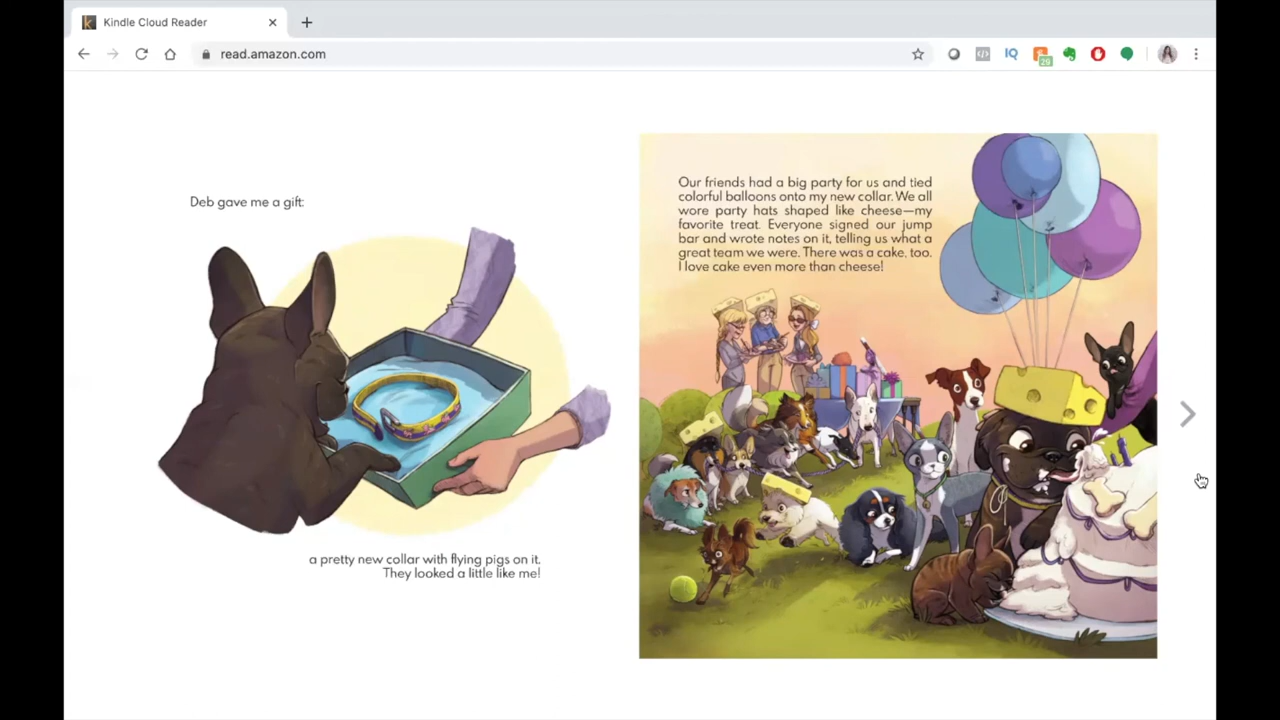 Kindle Cloud Reader
read.amazon.com
IQ
26
Deb gave me a gift:
a pretty new collar with flying pigs on it.
They looked a little like me!
Our friends had a big party for us and tied
colorful balloons onto my new collar. We all
wore party hats shaped like cheese—my
favorite treat. Everyone signed our jump
bar and wrote notes on it, telling us what a
great team we were. There was a cake, too.
I love cake even more than cheese!